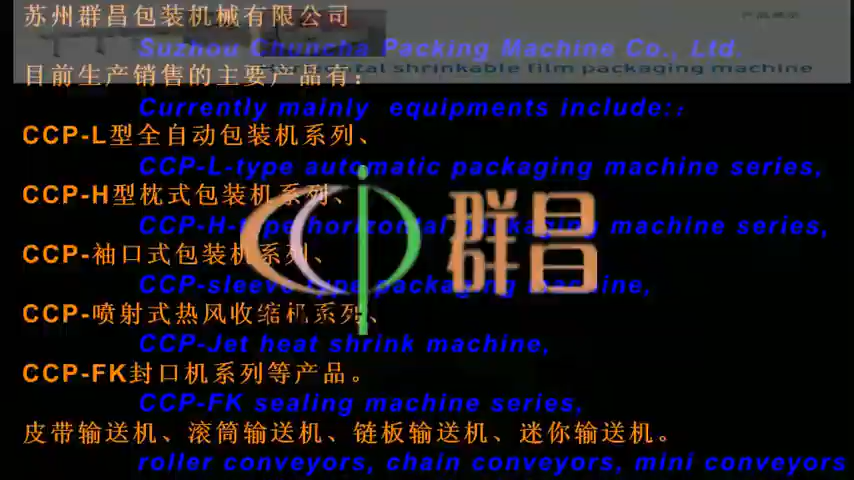 苏州群昌包装机械有限公司
产品展示
Suzhou Chuncha Packing Machine Co., Ltd.
Horizontal shrinkable film packaging machine
目前生产销售的主要产品有:
Currently mainly equipments include::
CCP-L型全自动包装机系列、
CCP-L-type automatic packaging machine series,
CCP-H型枕式包装机系列、
CCP-H-type horizontal packaging machine series,
群昌
CCP-袖口式包装机系列、
CCP-sleeve type packaging machine,
CCP-喷射式热风收缩机系列、
CCP-Jet heat shrink machine,
CCP-FK封口机系列等产品。
CCP-FK sealing machine series,
皮带输送机、滚筒输送机、链板输送机、迷你输送机。
roller conveyors, chain conveyors, mini conveyors